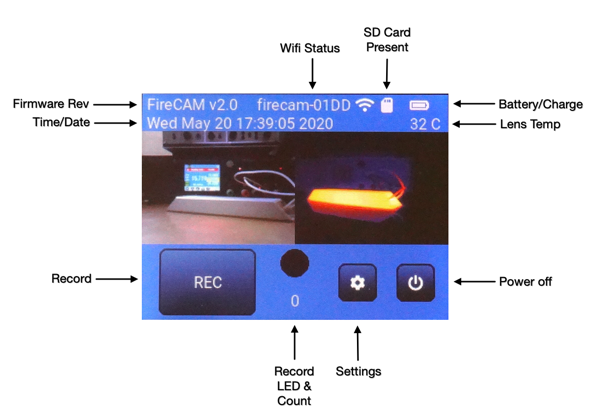 Wifi Status
SD Card
Present
Firmware Rev
FireCAM v2.0 firecam-01DD
Battery/Charge
Time/Date
Wed May 20 17:39:05 2020 32 C
Lens Temp
Record
REC
0
Power off
Record
LED &
Count
Settings